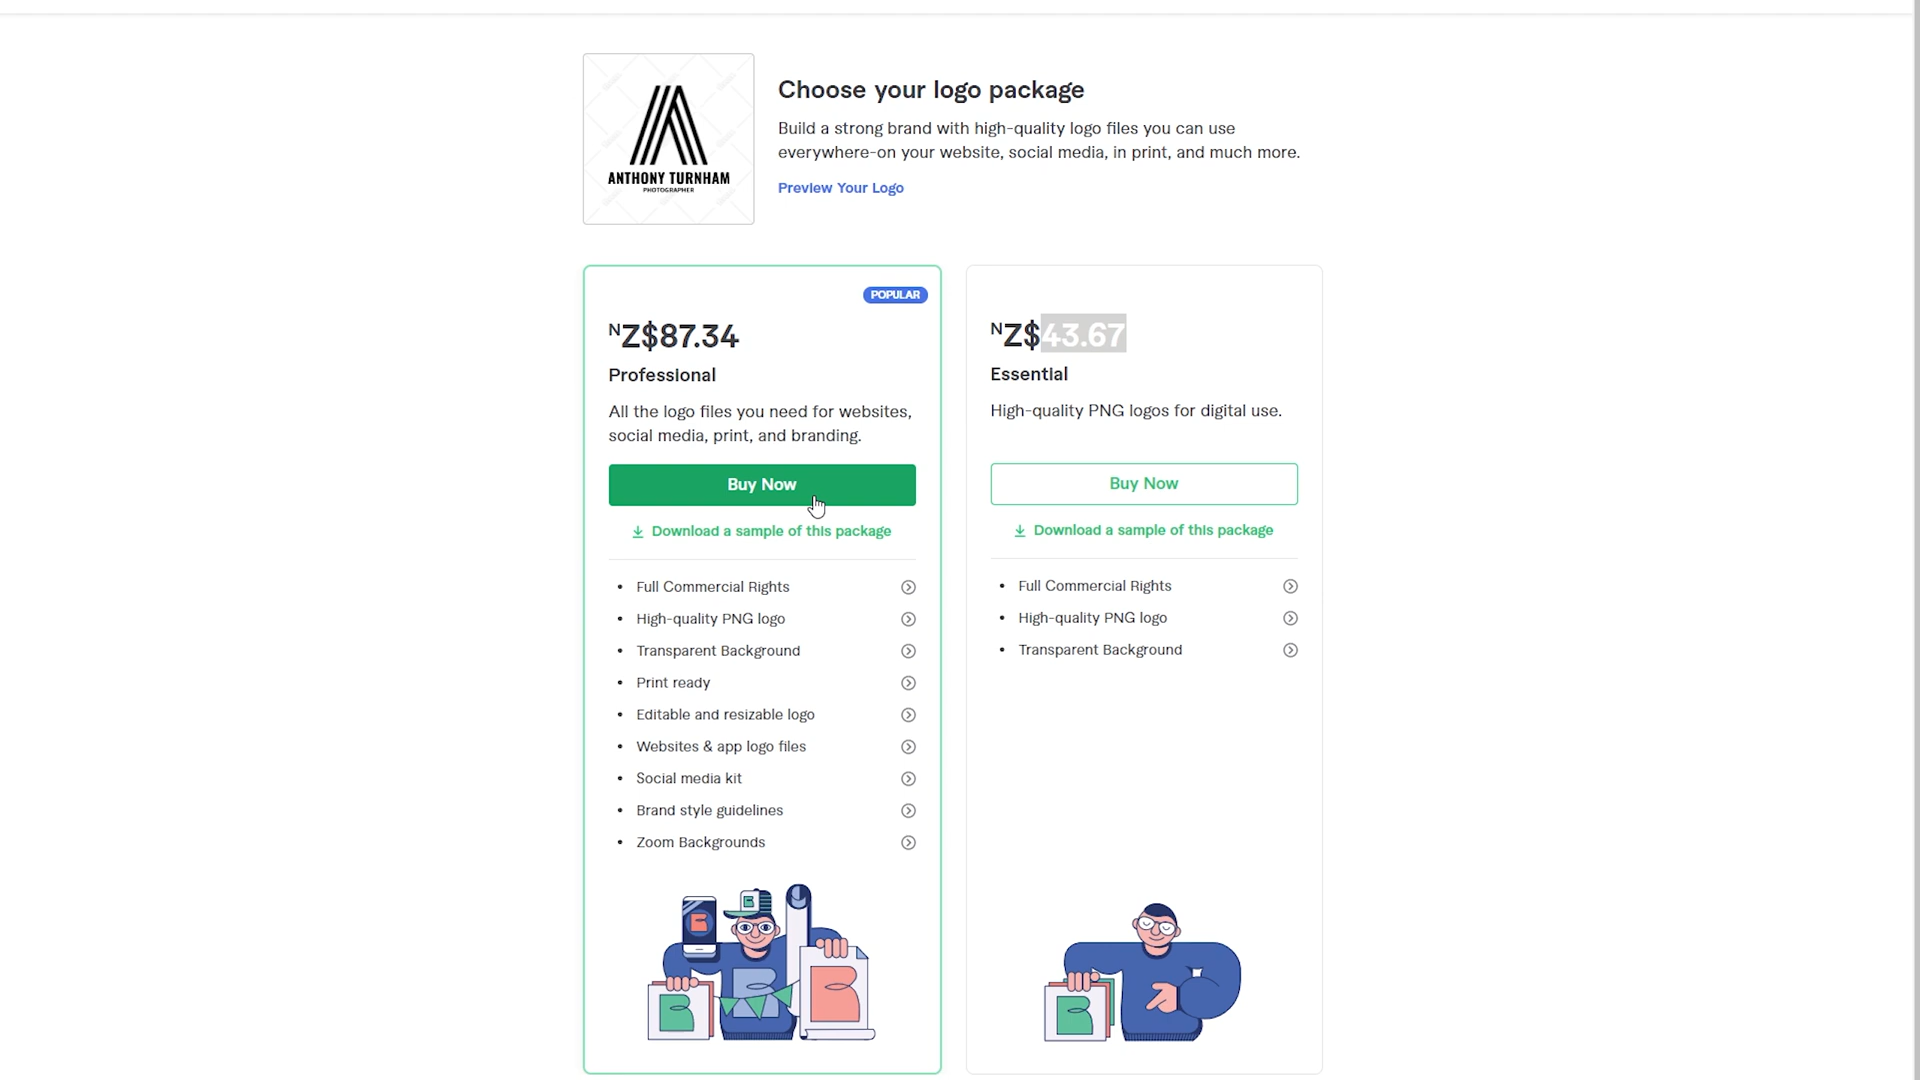 ANTHONY TURNHAM
PHOTOGRAPHER
Choose your logo package
Build a strong brand with high-quality logo files you can use
everywhere-on your website, social media, in print, and much more.
Preview Your Logo
POPULAR
NZ$87.34
Professional
All the logo files you need for websites,
social media, print, and branding.
Buy Now
Download a sample of this package
Full Commercial Rights
High-quality PNG logo
Transparent Background
Print ready
Editable and resizable logo
Websites & app logo files
Social media kit
Brand style guidelines
Zoom Backgrounds
NZ$43.67
Essential
High-quality PNG logos for digital use.
Buy Now
Download a sample of this package
Full Commercial Rights
High-quality PNG logo
Transparent Background